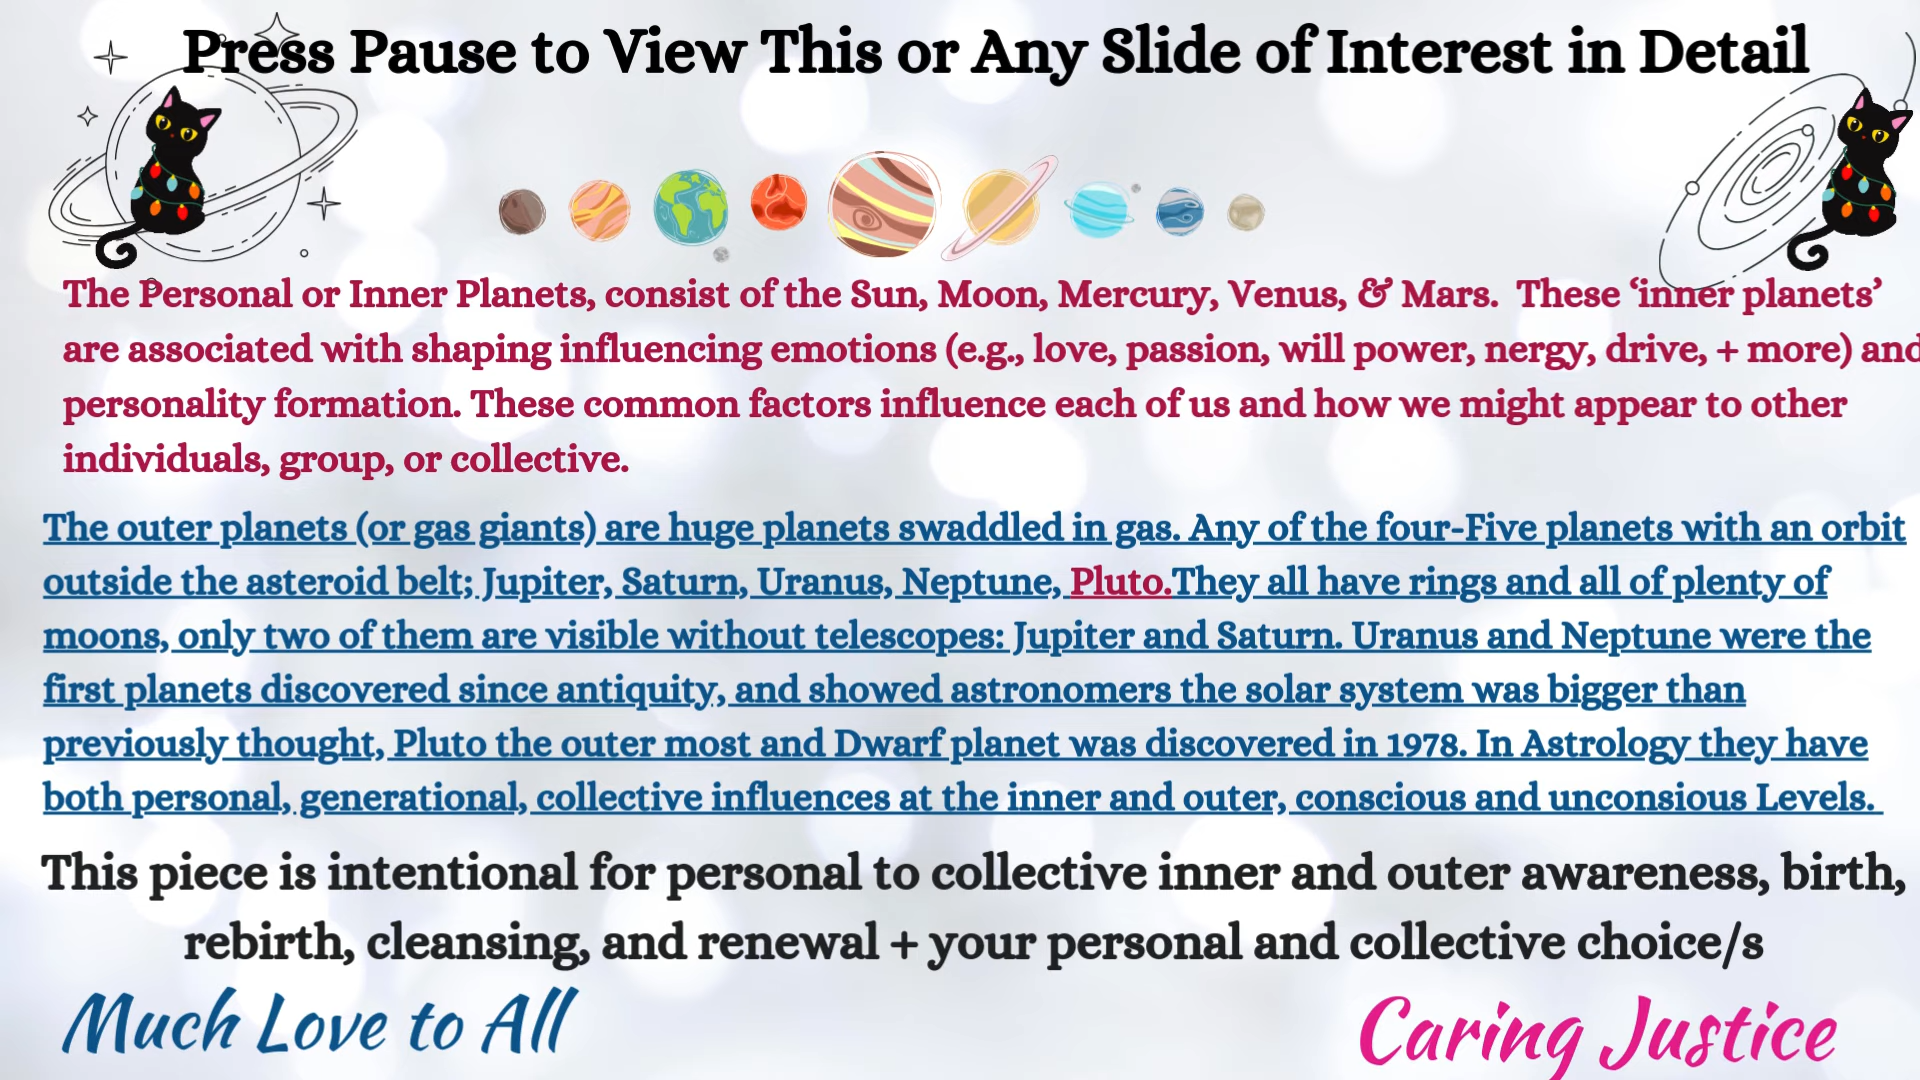 Press Pause to View This or Any Slide of Interest in Detail
The Personal or Inner Planets, consist of the Sun, Moon, Mercury, Venus, & Mars.  These ‘inner planets’
are associated with shaping influencing emotions (e.g., love, passion, will power, nergy, drive, + more) and
personality formation. These common factors influence each of us and how we might appear to other
individuals, group, or collective.
The outer planets (or gas giants) are huge planets swaddled in gas. Any of the four-Five planets with an orbit
outside the asteroid belt; Jupiter, Saturn, Uranus, Neptune, Pluto.They all have rings and all of plenty of
moons, only two of them are visible without telescopes: Jupiter and Saturn. Uranus and Neptune were the
first planets discovered since antiquity, and showed astronomers the solar system was bigger than
previously thought, Pluto the outer most and Dwarf planet was discovered in 1978. In Astrology they have
both personal, generational, collective influences at the inner and outer, conscious and unconsious Levels.
This piece is intentional for personal to collective inner and outer awareness, birth,
rebirth, cleansing, and renewal + your personal and collective choice/s
Much Love to All
Caring Justice